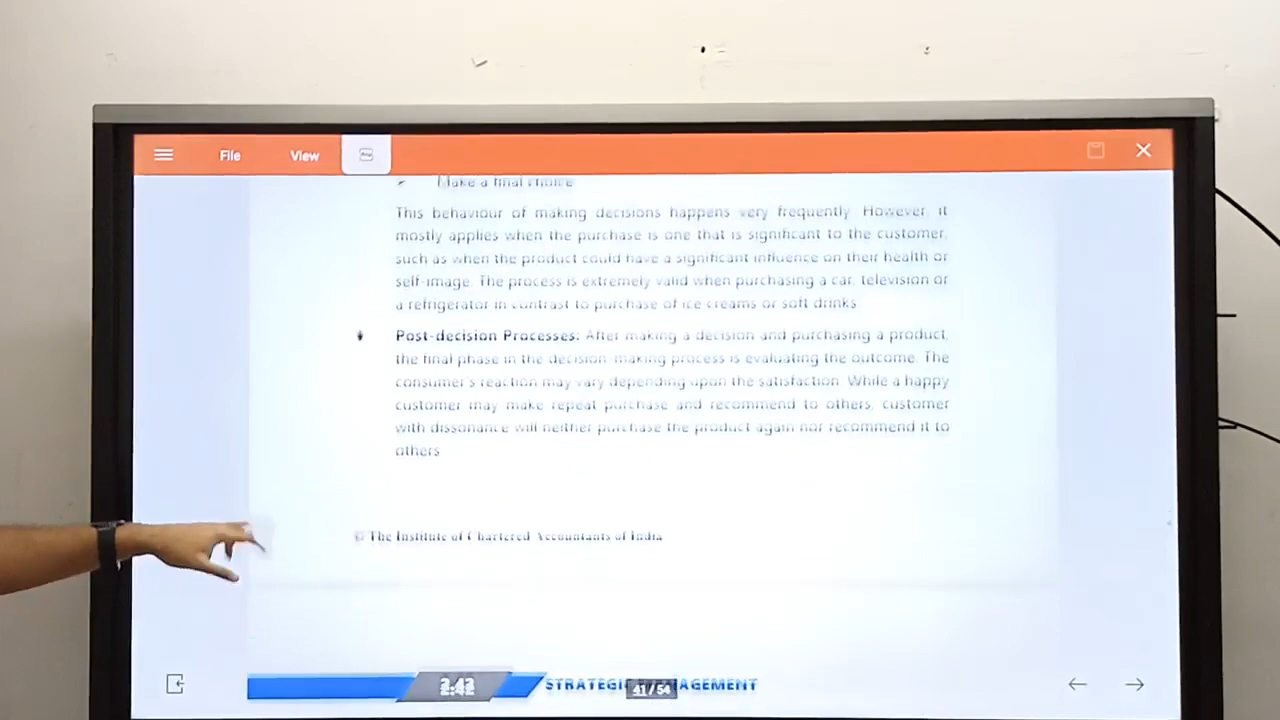 File View
Make a final choice
This behaviour of making decisions happens very frequently. However, it
mostly applies when the purchase is one that is significant to the customer,
such as when the product could have a significant influence on their health or
self-image. The process is extremely valid when purchasing a car, television or
a refrigerator in contrast to purchase of ice creams or soft drinks.
Post-decision Processes: After making a decision and purchasing a product,
the final phase in the decision-making process is evaluating the outcome. The
consumer's reaction may vary depending upon the satisfaction. While a happy
customer may make repeat purchase and recommend to others, customer
with dissonance will neither purchase the product again nor recommend it to
others.
© The Institute of Chartered Accountants of India
2.42 STRATEGIC MANAGEMENT
41 / 54